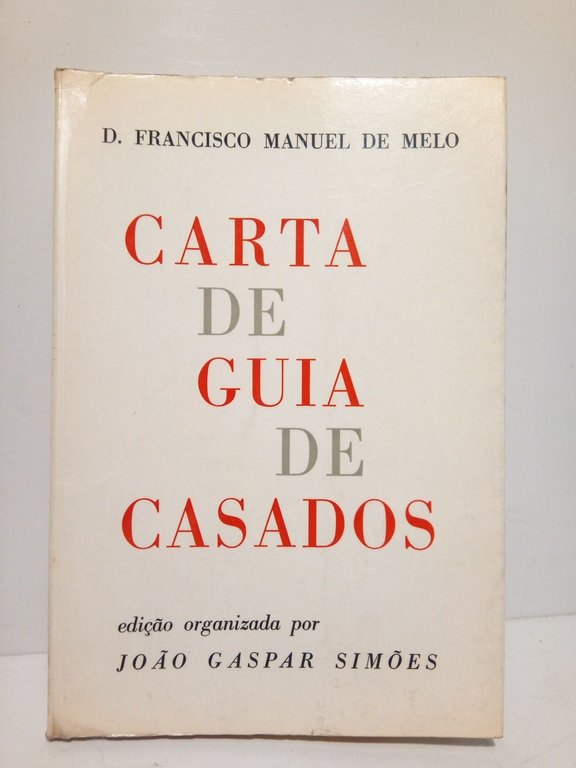 D. FRANCISCO MANUEL DE MELO
CARTA
DE
GUIA
DE
CASADOS
edição organizada por
JOÃO GASPAR SIMÕES